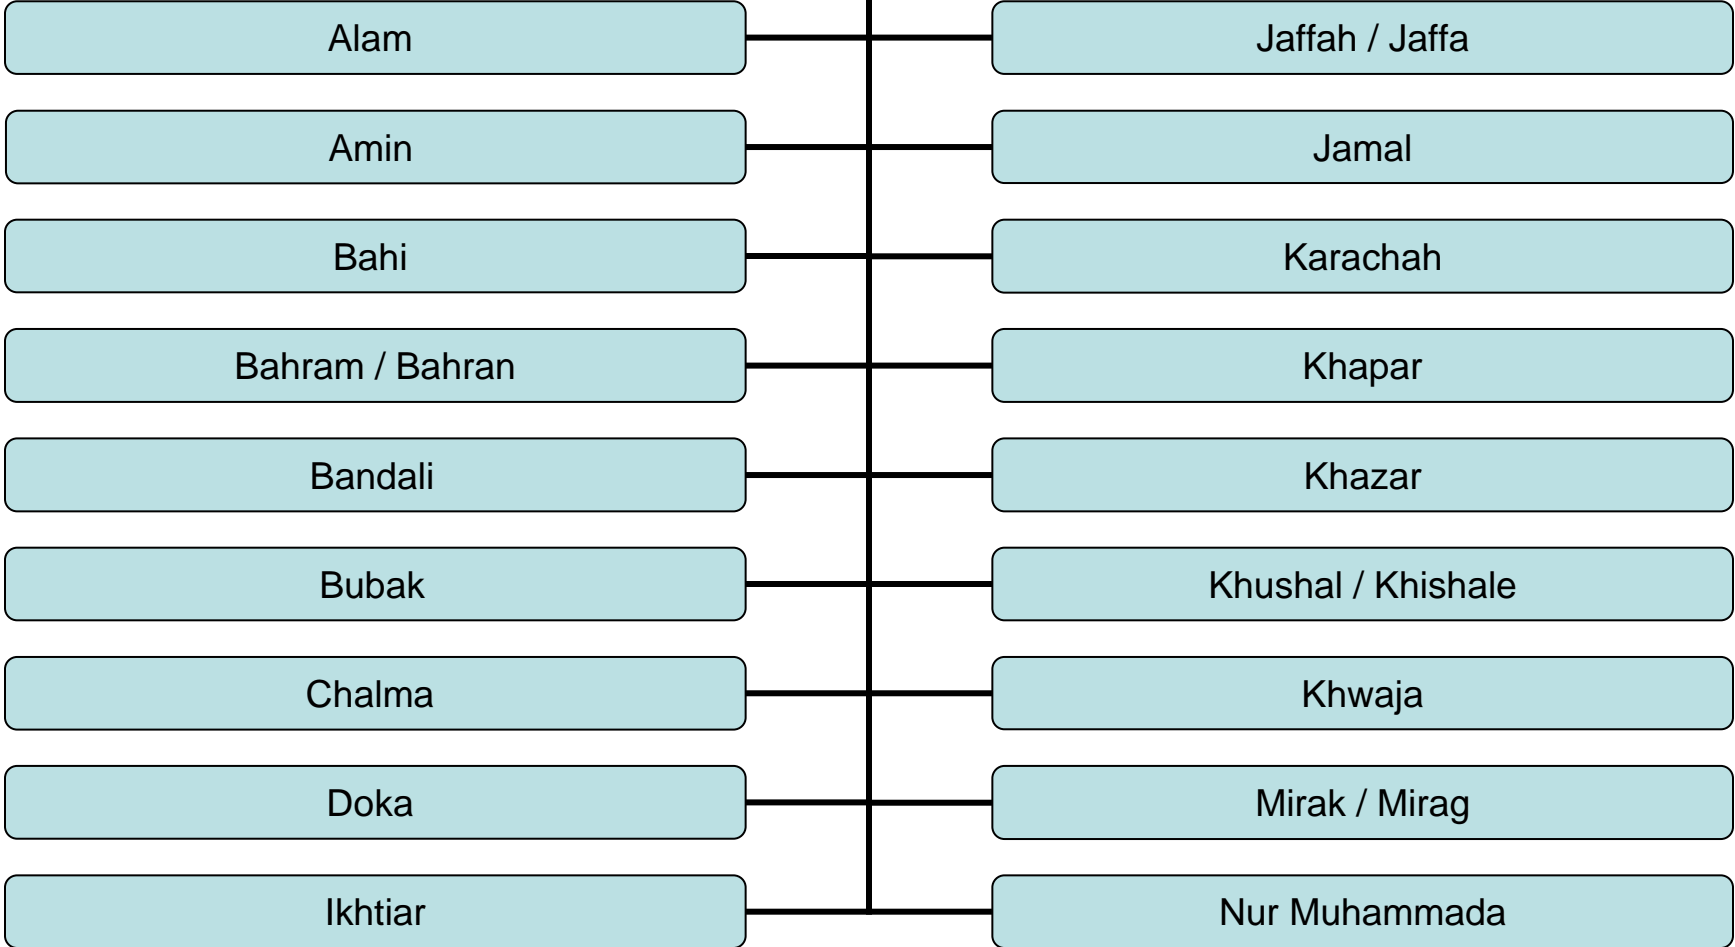 Alam
Jaffah / Jaffa
Amin
Jamal
Bahi
Karachah
Bahram / Bahran
Khapar
Bandali
Khazar
Bubak
Khushal / Khishale
Chalma
Khwaja
Doka
Mirak / Mirag
Ikhtiar
Nur Muhammada